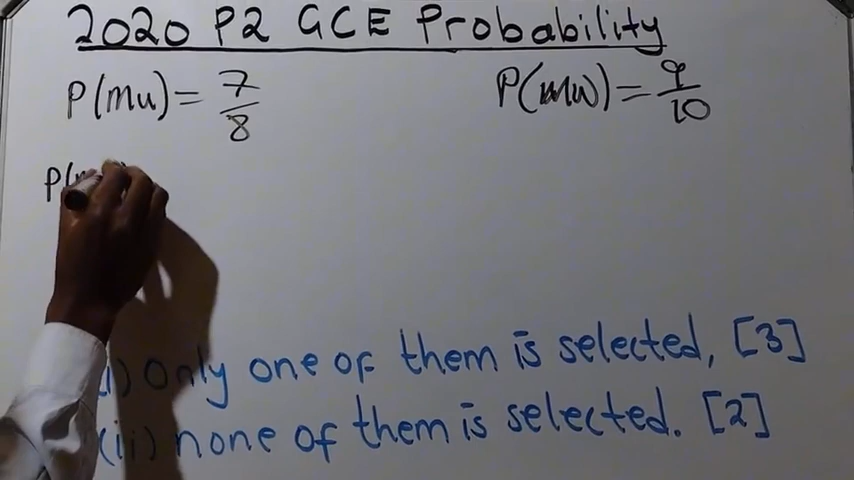 2020 P2 GCE Probability
P(Mu) = 7/8
P(Mw) = 9/10
(i) Only one of them is selected, [3]
(ii) none of them is selected. [2]